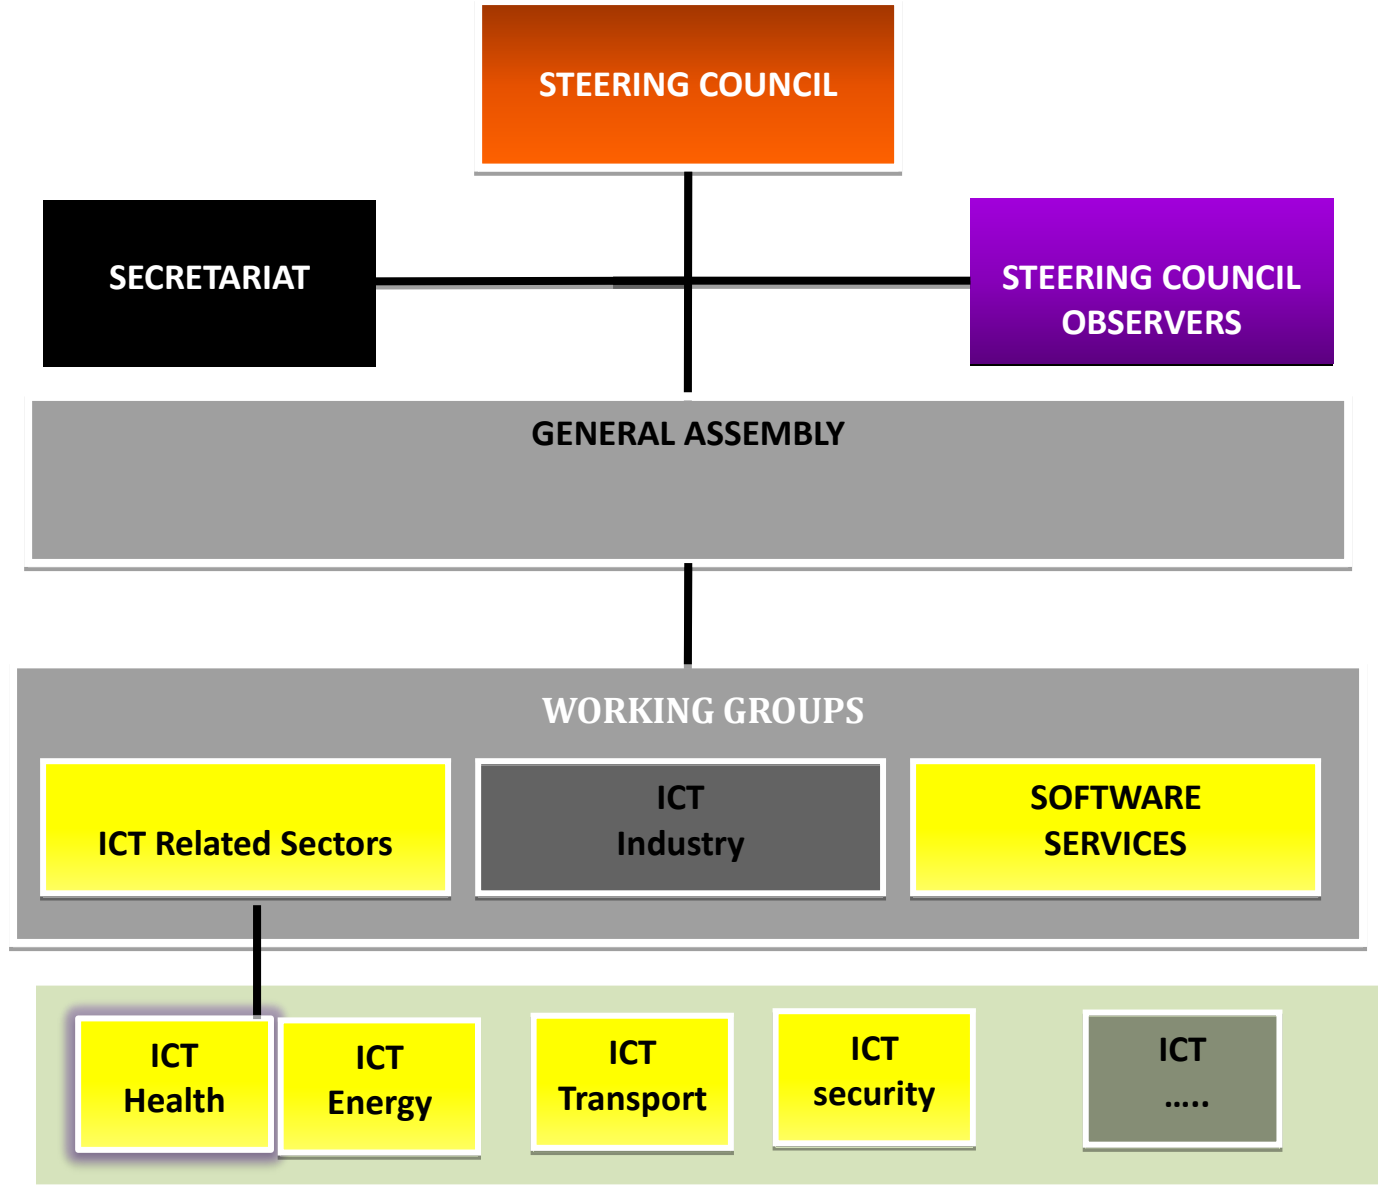 STEERING COUNCIL
SECRETARIAT
STEERING COUNCIL
OBSERVERS
GENERAL ASSEMBLY
WORKING GROUPS
ICT Related Sectors
ICT
Industry
SOFTWARE
SERVICES
ICT
Health
ICT
Energy
ICT
Transport
ICT
security
ICT
…..